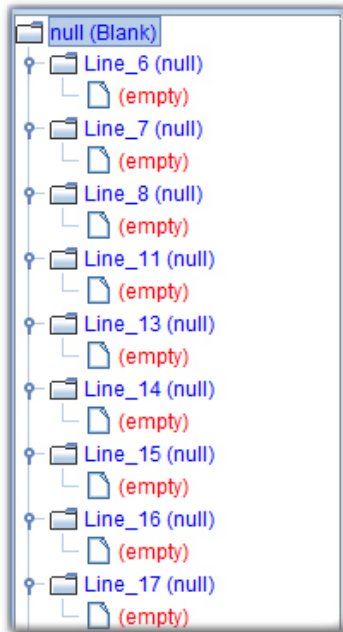 null (Blank)
Line_6 (null)
(empty)
Line_7 (null)
(empty)
Line_8 (null)
(empty)
Line_11 (null)
(empty)
Line_13 (null)
(empty)
Line_14 (null)
(empty)
Line_15 (null)
(empty)
Line_16 (null)
(empty)
Line_17 (null)
(empty)